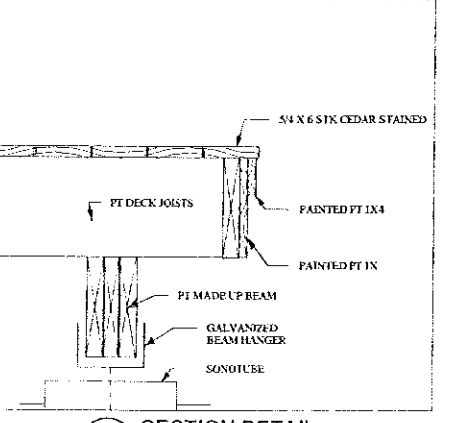 5/4 X 6 STK CEDAR STAINED
PT DECK JOISTS
PAINTED PT 1X4
PAINTED PT 1X
PT MADE UP BEAM
GALVANIZED
BEAM HANGER
SONOTUBE
SECTION DETAIL